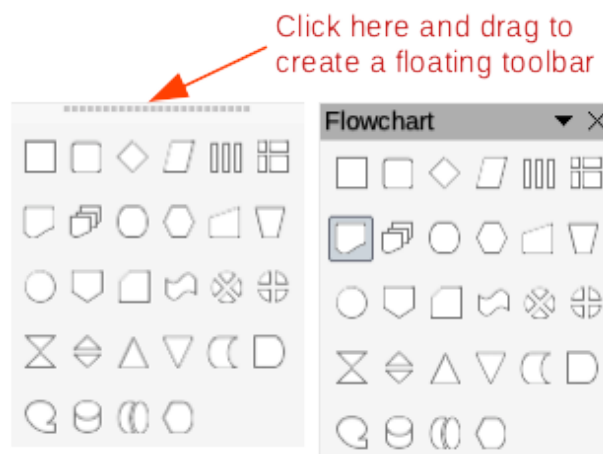 Click here and drag to
create a floating toolbar
Flowchart